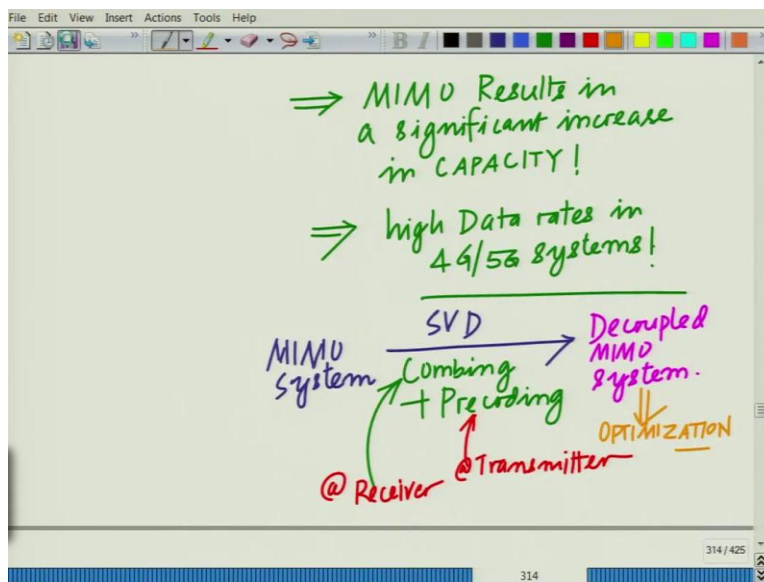 File Edit View Insert Actions Tools Help
B I
⇒ MIMO Results in
a significant increase
in CAPACITY!
⇒ high Data rates in
4G/5G systems!
SVD
MIMO
System
Combing
+ Precoding
Decoupled
MIMO
system.
OPTIMIZATION
@ Receiver
@Transmitter
314 / 425
314